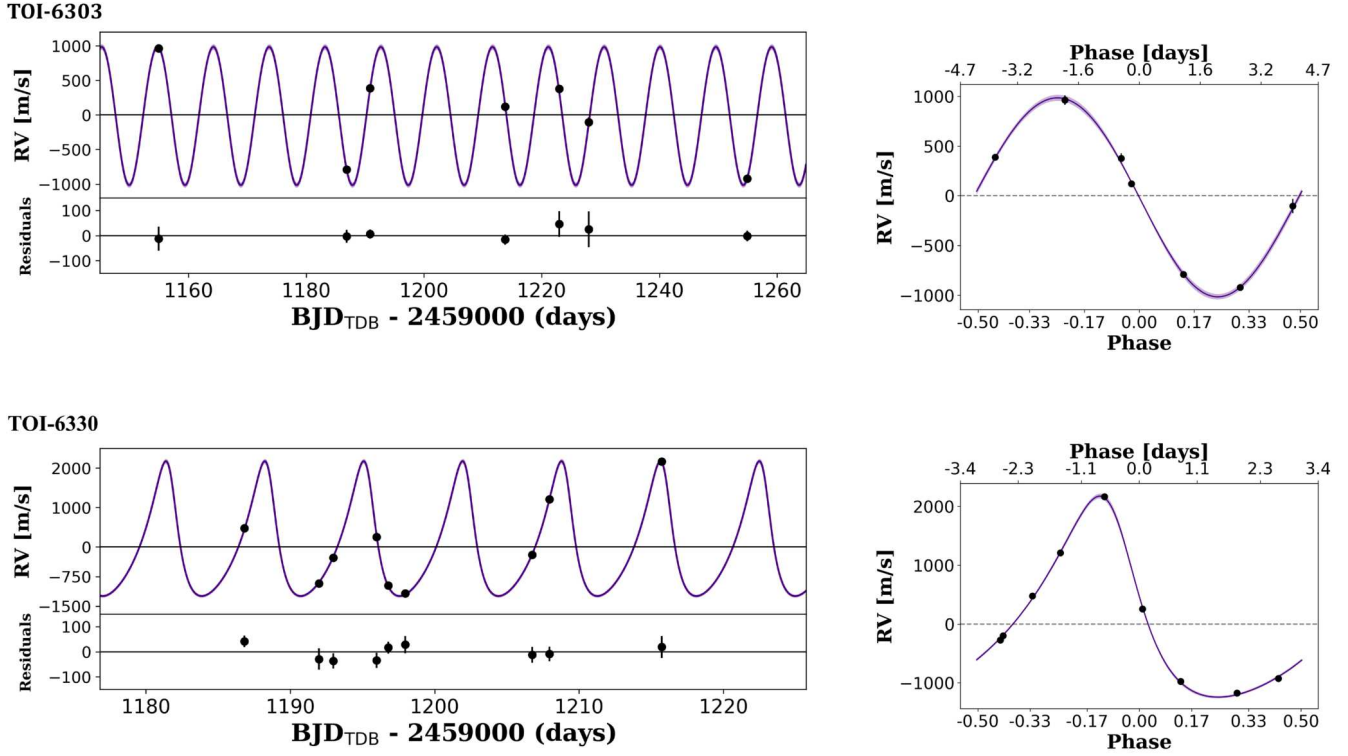 TOI-6303
RV [m/s]
1000
500
0
−500
−1000
Residuals
100
0
−100
1160 1180 1200 1220 1240 1260
BJD_TDB - 2459000 (days)
Phase [days]
-4.7 -3.2 -1.6 0.0 1.6 3.2 4.7
RV [m/s]
1000
500
0
−500
−1000
-0.50 -0.33 -0.17 0.00 0.17 0.33 0.50
Phase
TOI-6330
RV [m/s]
2000
1000
0
−750
−1500
Residuals
100
0
−100
1180 1190 1200 1210 1220
BJD_TDB - 2459000 (days)
Phase [days]
-3.4 -2.3 -1.1 0.0 1.1 2.3 3.4
RV [m/s]
2000
1000
0
−1000
-0.50 -0.33 -0.17 0.00 0.17 0.33 0.50
Phase